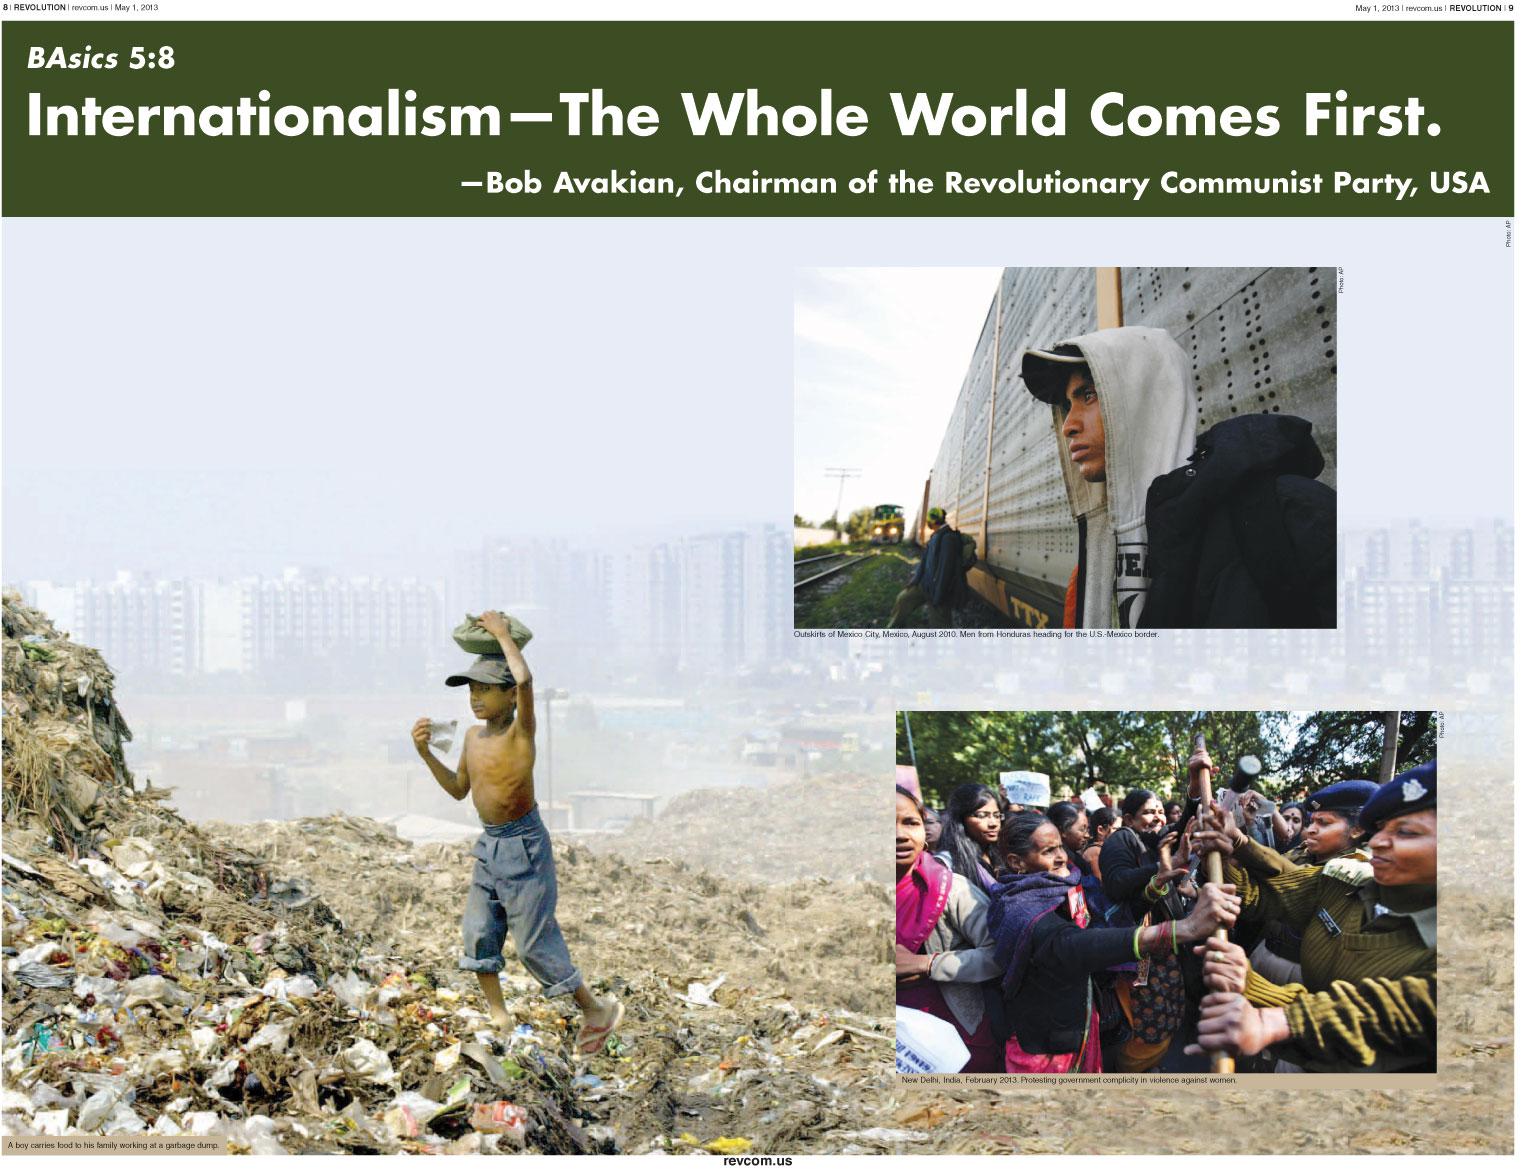 8 | REVOLUTION | revcom.us | May 1, 2013
May 1, 2013 | revcom.us | REVOLUTION | 9
BAsics 5:8
Internationalism—The Whole World Comes First.
—Bob Avakian, Chairman of the Revolutionary Communist Party, USA
Photo: AP
Photo: AP
TTX
Outskirts of Mexico City, Mexico, August 2010. Men from Honduras heading for the U.S.-Mexico border.
Photo: AP
New Delhi, India, February 2013. Protesting government complicity in violence against women.
A boy carries food to his family working at a garbage dump.
revcom.us